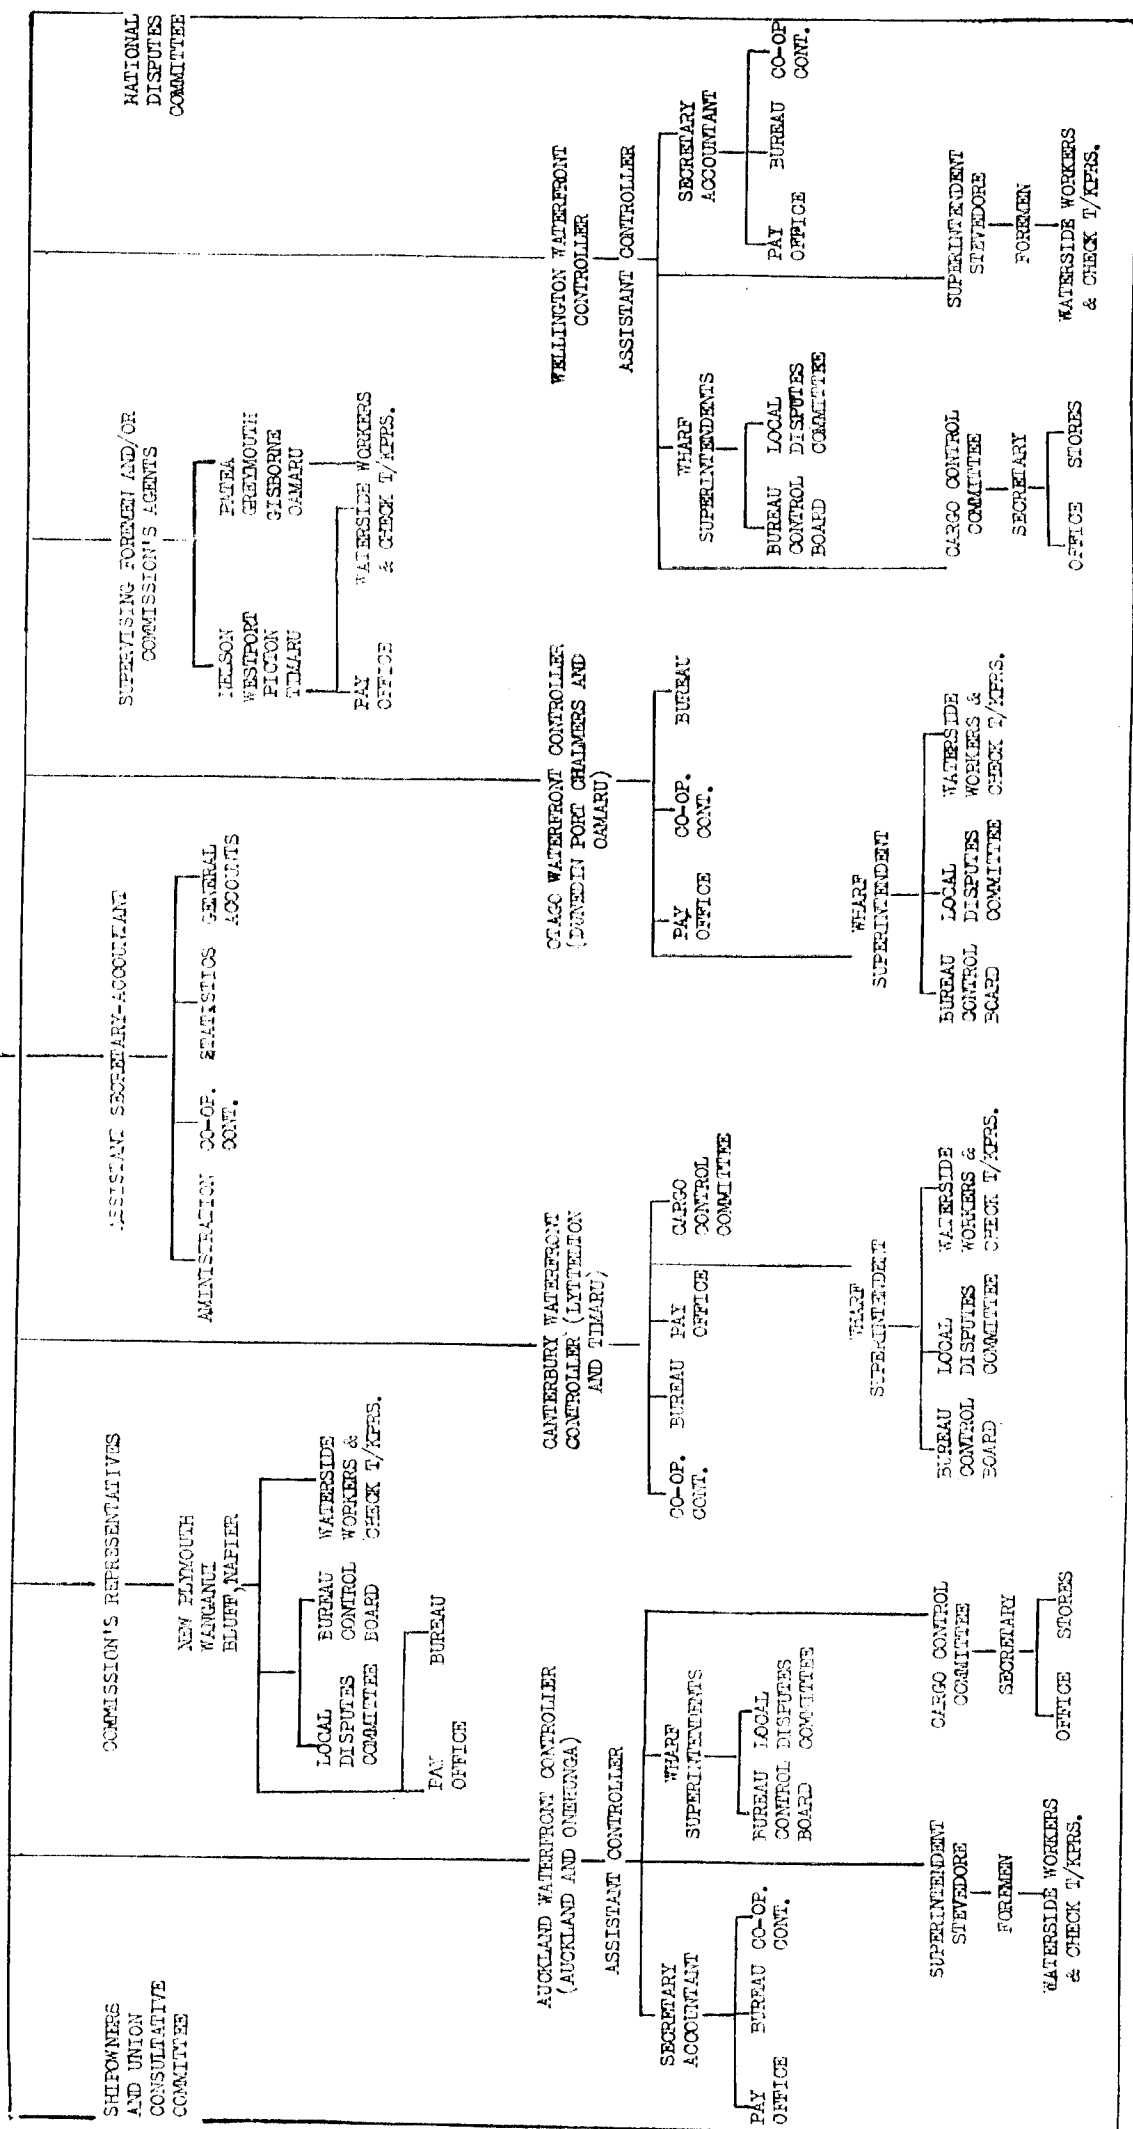 SHIPOWNERS
AND UNION
CONSULTATIVE
COMMITTEE
COMMISSION'S REPRESENTATIVES
NEW PLYMOUTH
WANGANUI
BLUFF, NAPIER
LOCAL
DISPUTES
COMMITTEE
BUREAU
CONTROL
BOARD
WATERSIDE
WORKERS &
CHECK T/KPRS.
PAY
OFFICE
BUREAU
ASSISTANT SECRETARY-ACCOUNTANT
AMINISTRATION
CO-OP.
CONT.
STATISTICS
GENERAL
ACCOUNTS
SUPERVISING FOREMEN AND/OR
COMMISSION'S AGENTS
NELSON
WESTPORT
PICTON
TIMARU
PATEA
GREYMOUTH
GISBORNE
OAMARU
PAY
OFFICE
WATERSIDE WORKERS
& CHECK T/KPRS.
NATIONAL
DISPUTES
COMMITTEE
AUCKLAND WATERFRONT CONTROLLER
(AUCKLAND AND ONEHUNGA)
ASSISTANT CONTROLLER
SECRETARY
ACCOUNTANT
PAY
OFFICE
BUREAU
CO-OP.
CONT.
WHARF
SUPERINTENDENTS
BUREAU
CONTROL
BOARD
LOCAL
DISPUTES
COMMITTEE
SUPERINTENDENT
STEVEDORE
FOREMEN
WATERSIDE WORKERS
& CHECK T/KPRS.
CARGO CONTROL
COMMITTEE
SECRETARY
OFFICE STORES
CANTERBURY WATERFRONT
CONTROLLER (LYTTELTON
AND TIMARU)
CO-OP.
CONT.
BUREAU
PAY
OFFICE
CARGO
CONTROL
COMMITTEE
WHARF
SUPERINTENDENT
BUREAU
CONTROL
BOARD
LOCAL
DISPUTES
COMMITTEE
WATERSIDE
WORKERS &
CHECK T/KPRS.
OTAGO WATERFRONT CONTROLLER
(DUNEDIN PORT CHALMERS AND
OAMARU)
PAY
OFFICE
CO-OP.
CONT.
BUREAU
WHARF
SUPERINTENDENT
BUREAU
CONTROL
BOARD
LOCAL
DISPUTES
COMMITTEE
WATERSIDE
WORKERS &
CHECK T/KPRS.
WELLINGTON WATERFRONT
CONTROLLER
ASSISTANT CONTROLLER
WHARF
SUPERINTENDENTS
BUREAU
CONTROL
BOARD
LOCAL
DISPUTES
COMMITTEE
SECRETARY
ACCOUNTANT
PAY
OFFICE
BUREAU
CO-OP
CONT.
CARGO CONTROL
COMMITTEE
SECRETARY
OFFICE STORES
SUPERINTENDENT
STEVEDORE
FOREMEN
WATERSIDE WORKERS
& CHECK T/KPRS.